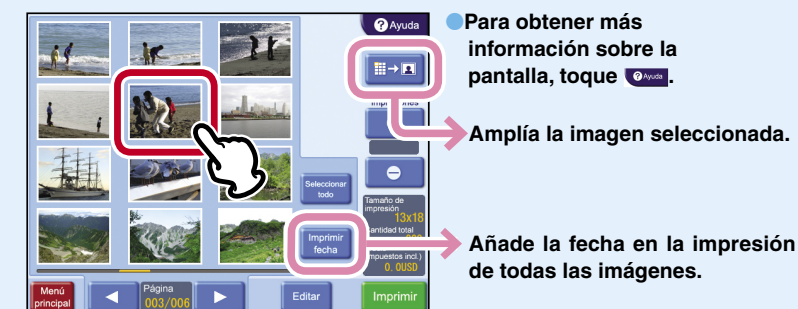 ? Ayuda
Seleccionar
todo
Tamaño de
impresión
13x18
Imprimir
fecha
mpuestos incl.)
0. 0USD
Menú
principal
Página
003/006
Editar
Imprimir
Para obtener más
información sobre la
pantalla, toque ? Ayuda .
Amplía la imagen seleccionada.
Añade la fecha en la impresión
de todas las imágenes.